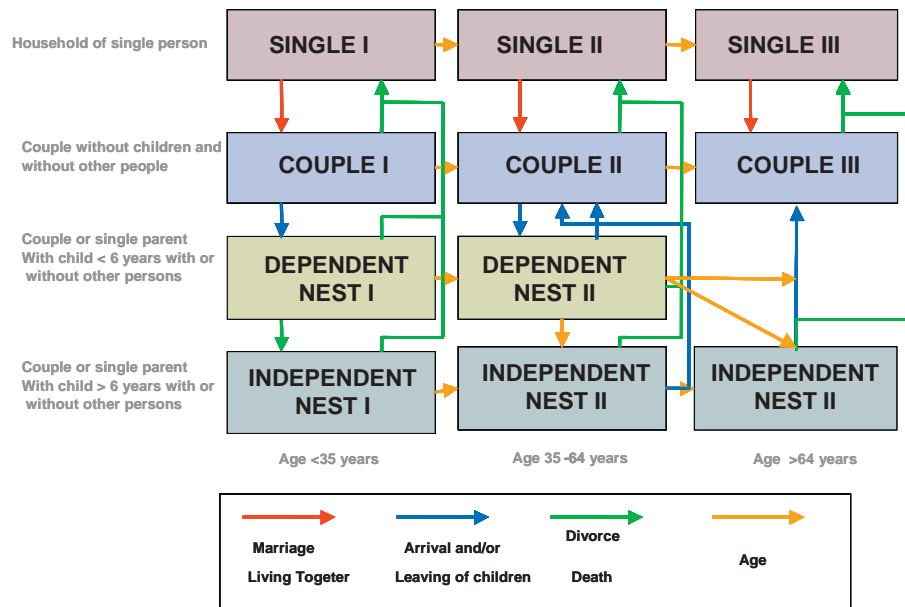 Household of single person
SINGLE I
SINGLE II
SINGLE III
Couple without children and
without other people
COUPLE I
COUPLE II
COUPLE III
Couple or single parent
With child < 6 years with or
without other persons
DEPENDENT
NEST I
DEPENDENT
NEST II
Couple or single parent
With child > 6 years with or
without other persons
INDEPENDENT
NEST I
INDEPENDENT
NEST II
INDEPENDENT
NEST II
Age <35 years
Age 35-64 years
Age >64 years
Marriage
Living Togeter
Arrival and/or
Leaving of children
Divorce
Death
Age